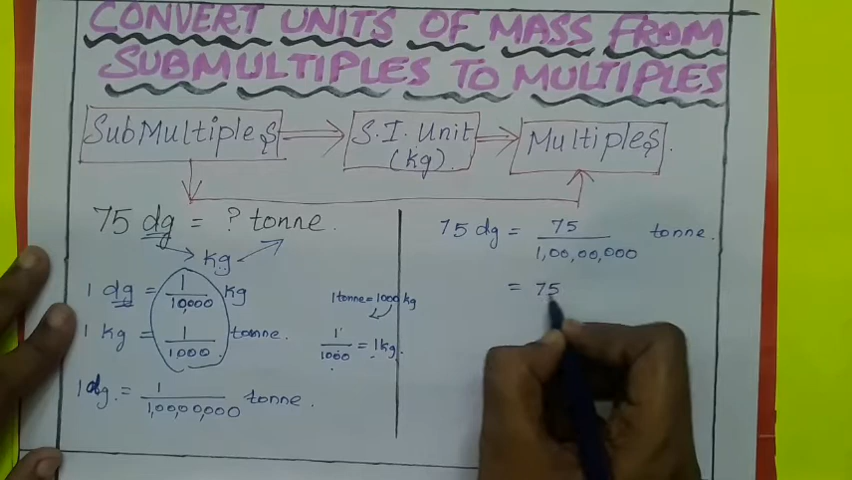 CONVERT UNITS OF MASS FROM
SUBMULTIPLES TO MULTIPLES
SubMultiples
S.I. Unit
(kg)
Multiples.
75 dg = ? tonne.
kg
1 dg = 1/10,000 kg
1 kg = 1/1000 tonne.
1 dg. = 1/1,00,00,000 tonne.
1 tonne = 1000 kg
1/1000 = 1kg.
75 dg = 75/1,00,00,000 tonne.
= 75